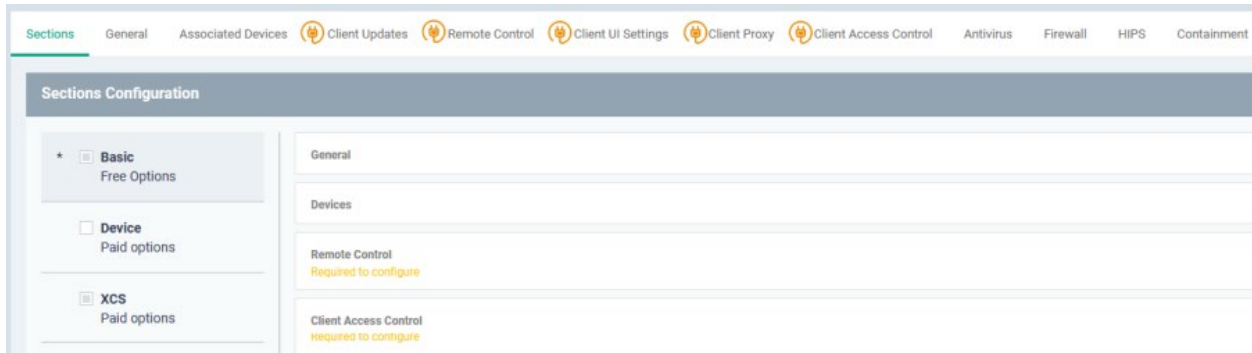 Sections General Associated Devices Client Updates Remote Control Client UI Settings Client Proxy Client Access Control Antivirus Firewall HIPS Containment
Sections Configuration
* Basic
Free Options
Device
Paid options
XCS
Paid options
General
Devices
Remote Control
Required to configure
Client Access Control
Required to configure